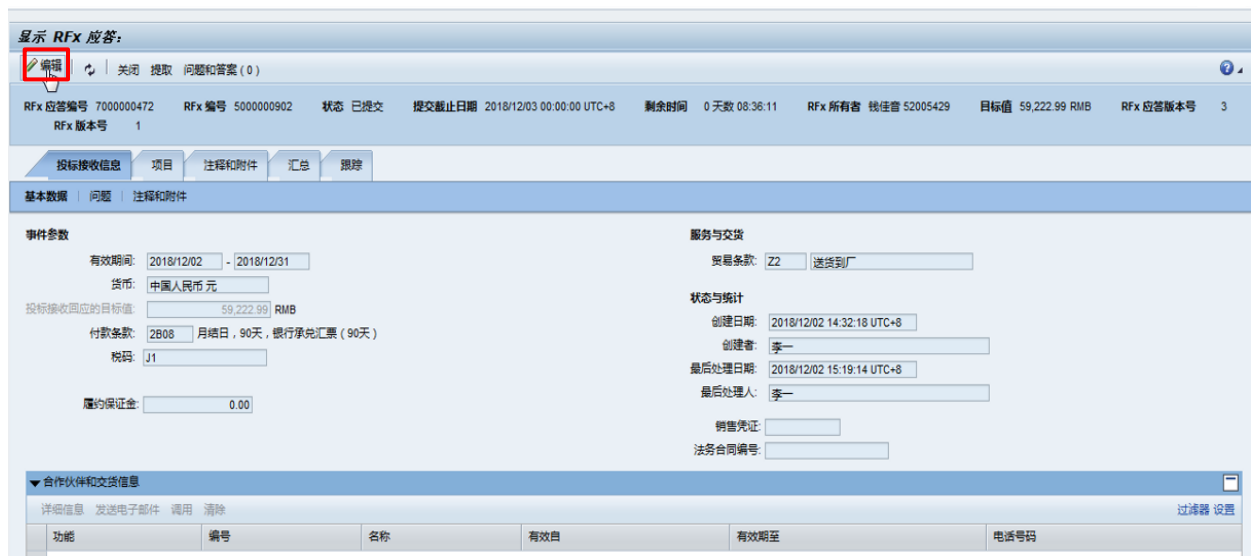 显示 RFx 应答:
编辑 关闭 提取 问题和答案 ( 0 )
RFx 应答编号 7000000472 RFx 编号 5000000902 状态 已提交 提交截止日期 2018/12/03 00:00:00 UTC+8 剩余时间 0 天数 08:36:11 RFx 所有者 钱佳音 52005429 目标值 59,222.99 RMB RFx 应答版本号 3
RFx 版本号 1
投标接收信息 项目 注释和附件 汇总 跟踪
基本数据 问题 注释和附件
事件参数 服务与交货
有效期间: 2018/12/02 - 2018/12/31 贸易条款: Z2 送货到厂
货币: 中国人民币 元
状态与统计
投标接收回应的目标值: 59,222.99 RMB
创建日期: 2018/12/02 14:32:18 UTC+8
付款条款: 2B08 月结日，90天，银行承兑汇票（90天）
创建者: 李一
税码: J1
最后处理日期: 2018/12/02 15:19:14 UTC+8
最后处理人: 李一
履约保证金: 0.00
销售凭证:
法务合同编号:
合作伙伴和交货信息
详细信息 发送电子邮件 调用 清除 过滤器 设置
功能 编号 名称 有效自 有效期至 电话号码